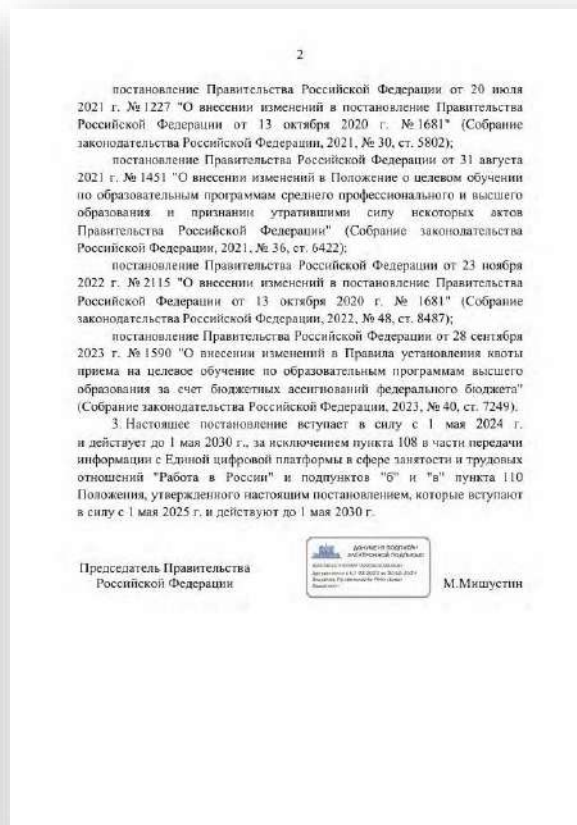 2
постановление Правительства Российской Федерации от 20 июля
2021 г. № 1227 "О внесении изменений в постановление Правительства
Российской Федерации от 13 октября 2020 г. № 1681" (Собрание
законодательства Российской Федерации, 2021, № 30, ст. 5802);
постановление Правительства Российской Федерации от 31 августа
2021 г. № 1451 "О внесении изменений в Положение о целевом обучении
по образовательным программам среднего профессионального и высшего
образования и признании утратившими силу некоторых актов
Правительства Российской Федерации" (Собрание законодательства
Российской Федерации, 2021, № 36, ст. 6422);
постановление Правительства Российской Федерации от 23 ноября
2022 г. № 2115 "О внесении изменений в постановление Правительства
Российской Федерации от 13 октября 2020 г. № 1681" (Собрание
законодательства Российской Федерации, 2022, № 48, ст. 8487);
постановление Правительства Российской Федерации от 28 сентября
2023 г. № 1590 "О внесении изменений в Правила установления квоты
приема на целевое обучение по образовательным программам высшего
образования за счет бюджетных ассигнований федерального бюджета"
(Собрание законодательства Российской Федерации, 2023, № 40, ст. 7249).
3. Настоящее постановление вступает в силу с 1 мая 2024 г.
и действует до 1 мая 2030 г., за исключением пункта 108 в части передачи
информации с Единой цифровой платформы в сфере занятости и трудовых
отношений "Работа в России" и подпунктов "б" и "в" пункта 110
Положения, утвержденного настоящим постановлением, которые вступают
в силу с 1 мая 2025 г. и действуют до 1 мая 2030 г.
Председатель Правительства
Российской Федерации
ДОКУМЕНТ ПОДПИСАН
ЭЛЕКТРОННОЙ ПОДПИСЬЮ
М.Мишустин